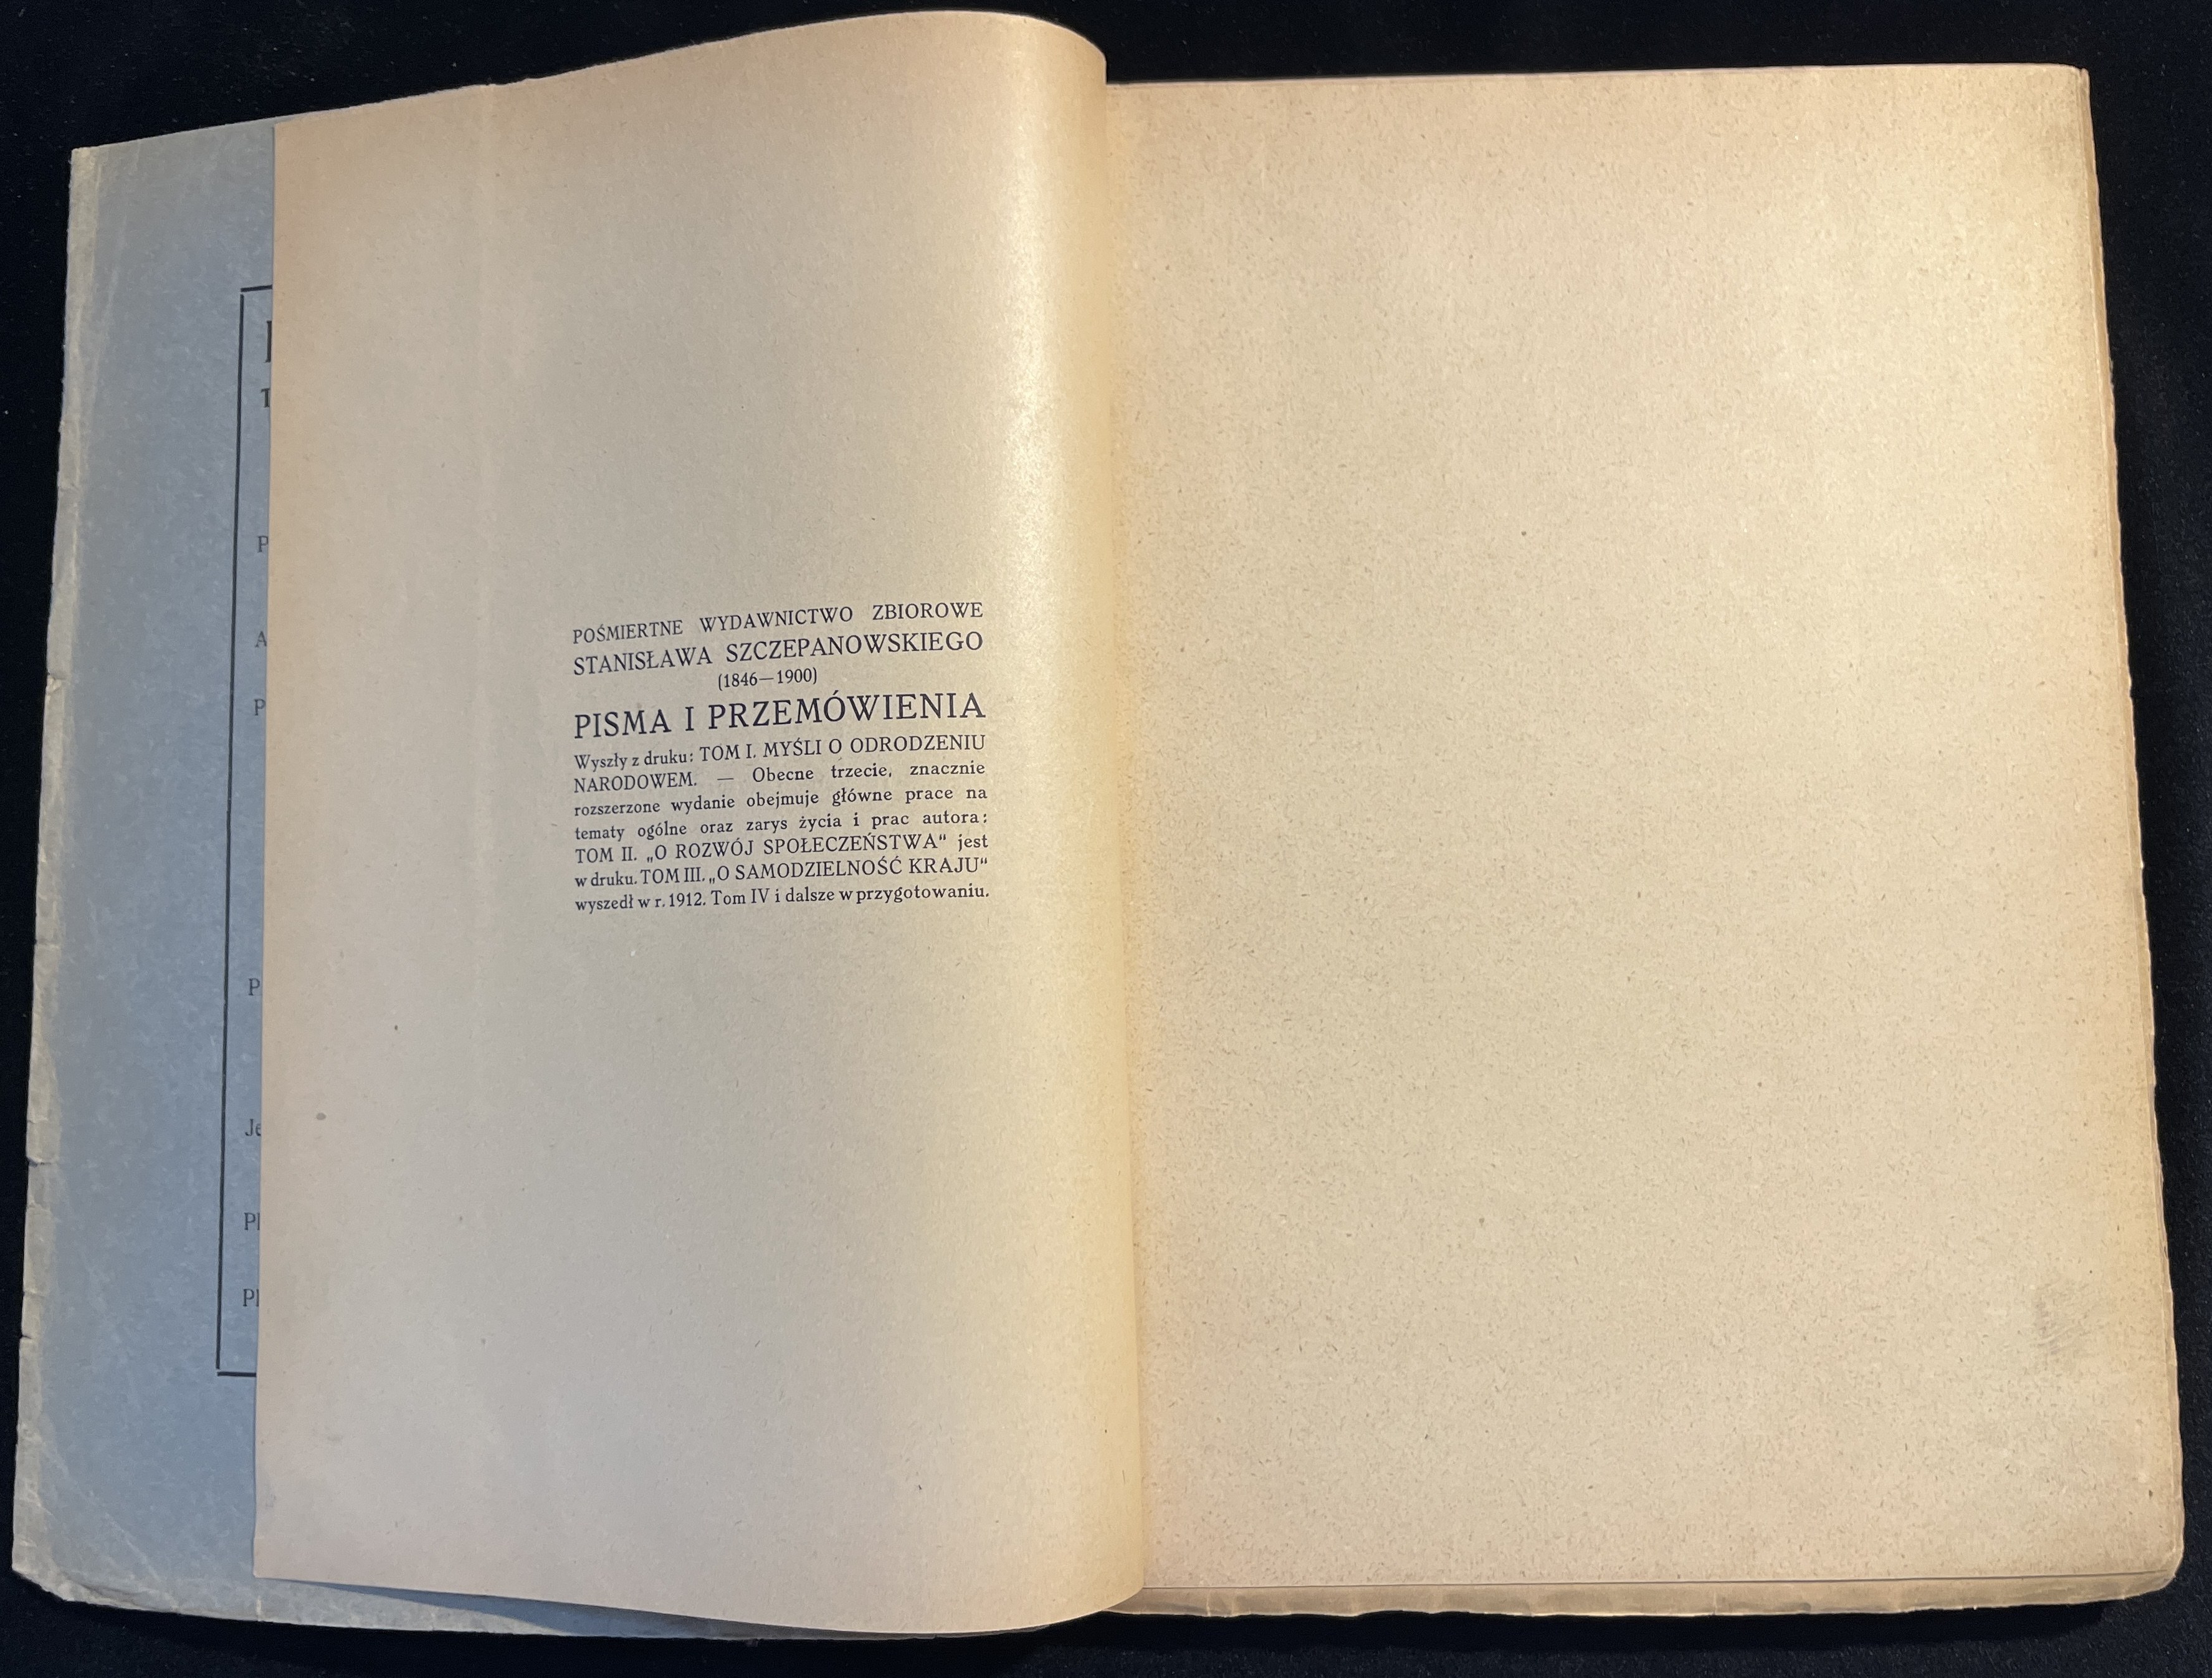 POŚMIERTNE WYDAWNICTWO ZBIOROWE
STANISŁAWA SZCZEPANOWSKIEGO
(1846—1900)
PISMA I PRZEMÓWIENIA
Wyszły z druku: TOM I. MYŚLI O ODRODZENIU
NARODOWEM. — Obecne trzecie, znacznie
rozszerzone wydanie obejmuje główne prace na
tematy ogólne oraz zarys życia i prac autora:
TOM II. „O ROZWÓJ SPOŁECZEŃSTWA“ jest
w druku. TOM III. „O SAMODZIELNOŚĆ KRAJU“
wyszedł w r. 1912. Tom IV i dalsze w przygotowaniu.